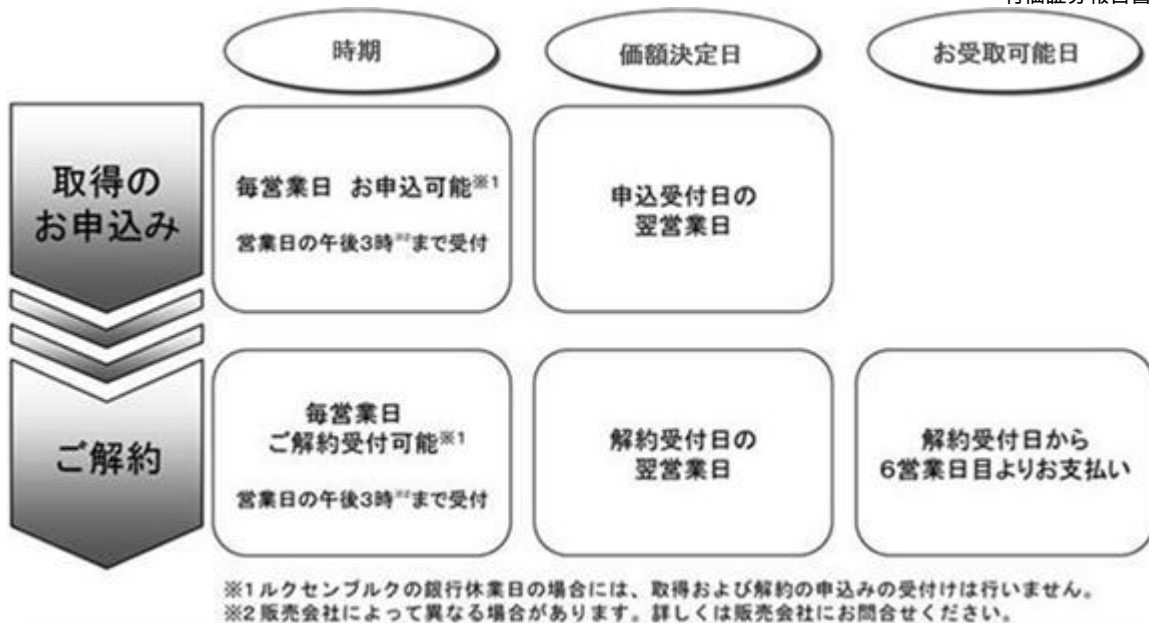 時期
価額決定日
お受取可能日
取得の
お申込み
毎営業日 お申込可能※1
営業日の午後3時※2まで受付
申込受付日の
翌営業日
ご解約
毎営業日
ご解約受付可能※1
営業日の午後3時※2まで受付
解約受付日の
翌営業日
解約受付日から
6営業日目よりお支払い
※1 ルクセンブルクの銀行休業日の場合には、取得および解約の申込みの受付けは行いません。
※2 販売会社によって異なる場合があります。詳しくは販売会社にお問合せください。